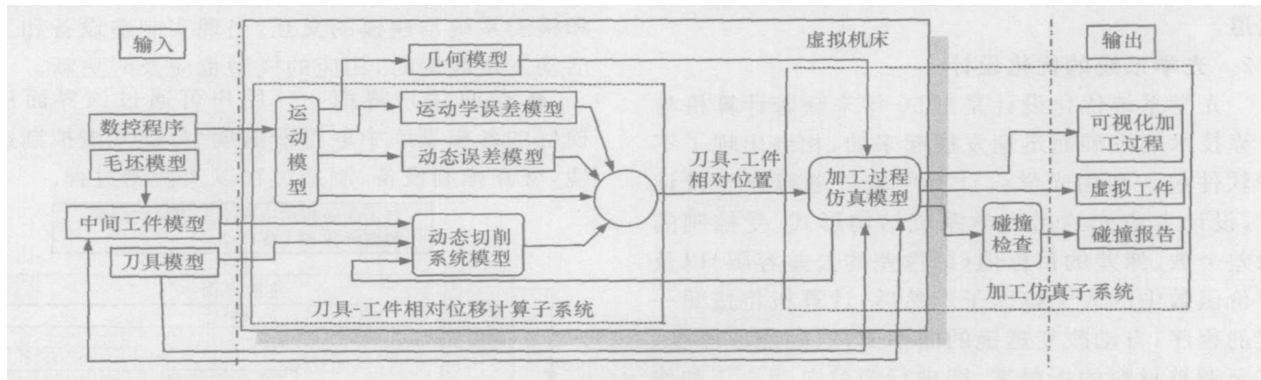 输入
数控程序
毛坯模型
中间工件模型
刀具模型
几何模型
运动模型
运动学误差模型
动态误差模型
动态切削
系统模型
刀具-工件相对位移计算子系统
虚拟机床
刀具-工件
相对位置
加工过程
仿真模型
碰撞
检查
加工仿真子系统
输出
可视化加
工过程
虚拟工件
碰撞报告